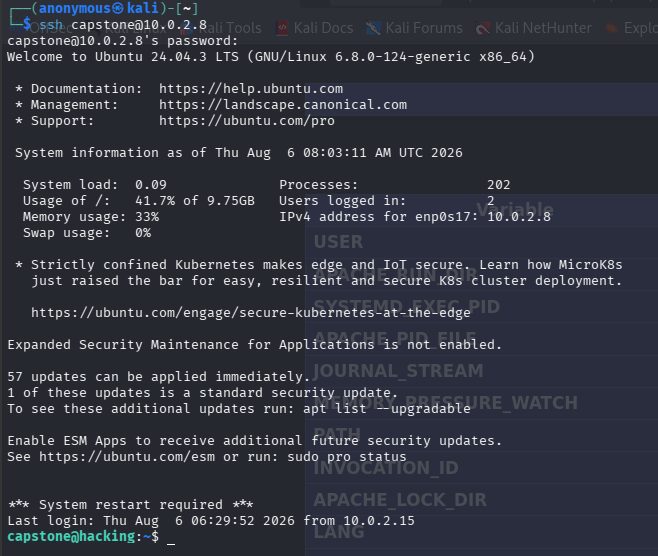 ┌──(anonymous㉿kali)-[~]
└─$ ssh capstone@10.0.2.8
Kali Tools Kali Docs Kali Forums Kali NetHunter
capstone@10.0.2.8's password:
Welcome to Ubuntu 24.04.3 LTS (GNU/Linux 6.8.0-124-generic x86_64)

 * Documentation:  https://help.ubuntu.com
 * Management:     https://landscape.canonical.com
 * Support:        https://ubuntu.com/pro

 System information as of Thu Aug  6 08:03:11 AM UTC 2026

  System load:  0.09               Processes:                202
  Usage of /:   41.7% of 9.75GB   Users logged in:          2
Variable
  Memory usage: 33%                IPv4 address for enp0s17: 10.0.2.8
  Swap usage:   0%
USER

 * Strictly confined Kubernetes makes edge and IoT secure. Learn how MicroK8s
APACHE_RUN_DIR
   just raised the bar for easy, resilient and secure K8s cluster deployment.
SYSTEMD_EXEC_PID
   https://ubuntu.com/engage/secure-kubernetes-at-the-edge
APACHE_PID_FILE
Expanded Security Maintenance for Applications is not enabled.
JOURNAL_STREAM
57 updates can be applied immediately.
1 of these updates is a standard security update.
MEMORY_PRESSURE_WATCH
To see these additional updates run: apt list --upgradable
PATH
Enable ESM Apps to receive additional future security updates.
See https://ubuntu.com/esm or run: sudo pro status
INVOCATION_ID
APACHE_LOCK_DIR
*** System restart required ***
Last login: Thu Aug  6 06:29:52 2026 from 10.0.2.15
LANG
capstone@hacking:~$ _